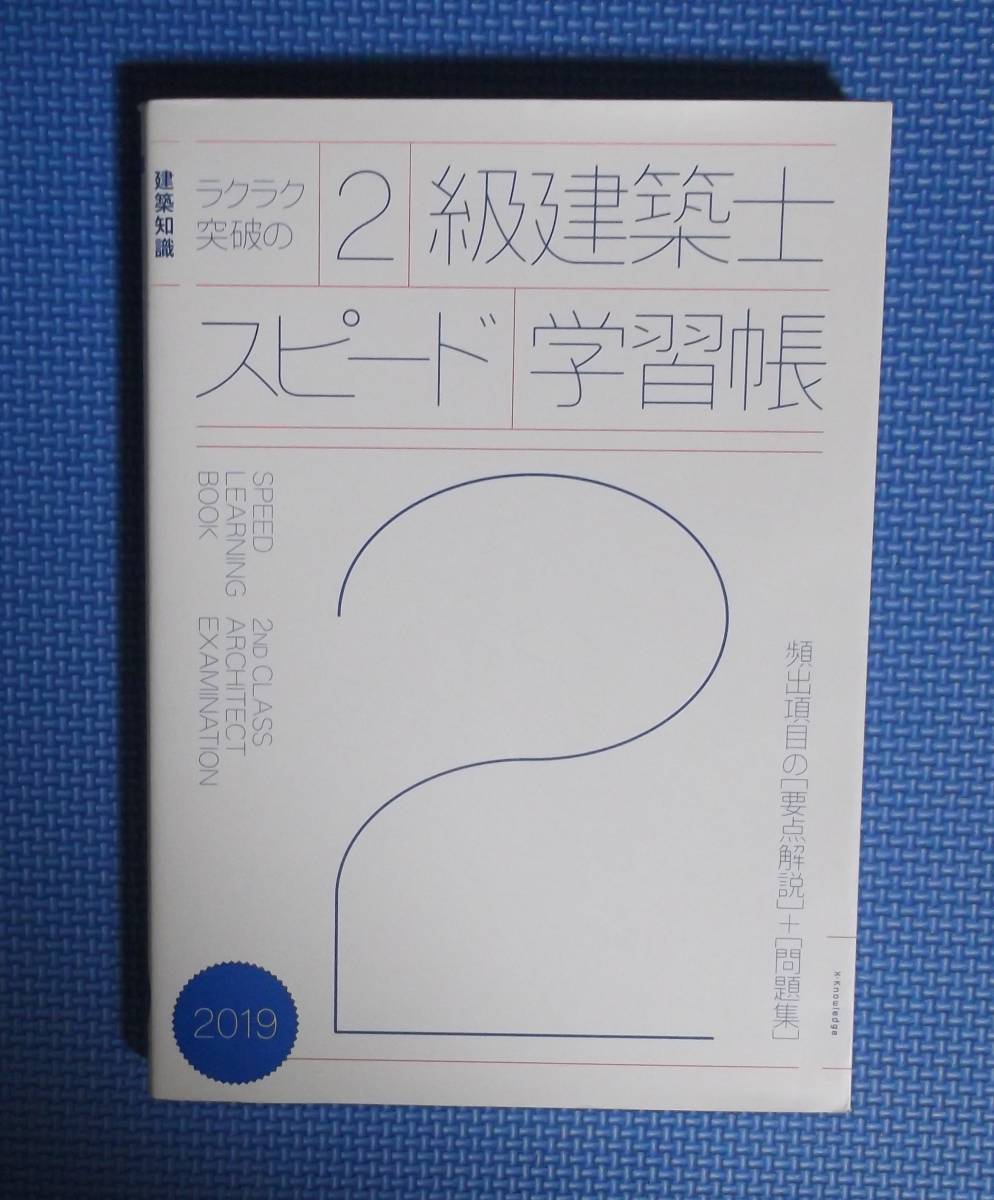 建築知識
ラクラク
突破の
2級建築士
スピード学習帳
SPEED
LEARNING
BOOK
2ND CLASS
ARCHITECT
EXAMINATION
頻出項目の[要点解説]+[問題集]
X-Knowledge
2019